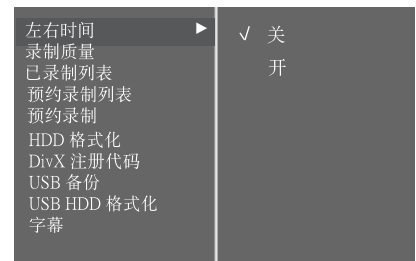 左右时间
录制质量
已录制列表
预约录制列表
预约录制
HDD 格式化
DivX 注册代码
USB 备份
USB HDD 格式化
字幕
√ 关
开